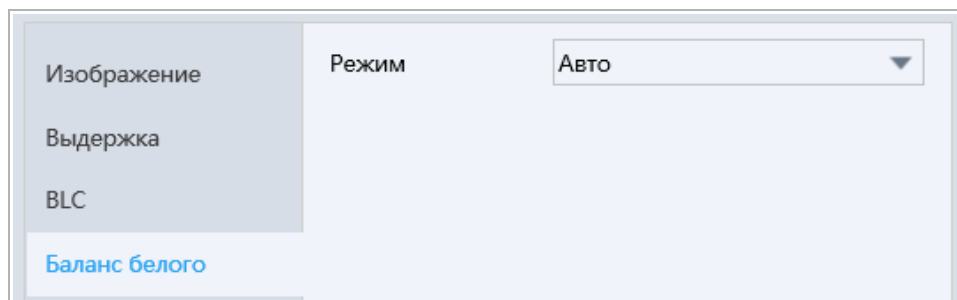 Изображение
Режим
Авто
Выдержка
BLC
Баланс белого